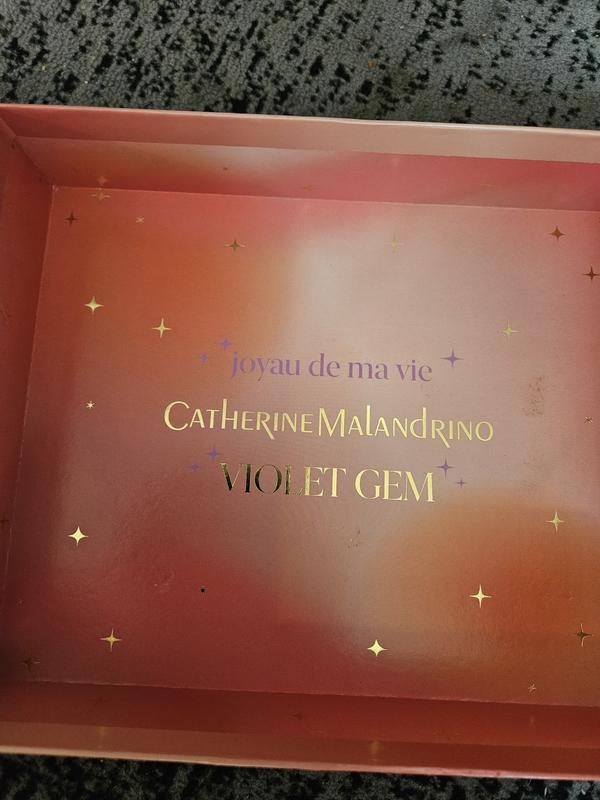 joyau de ma vie
CATHERINE MALANDRINO
VIOLET GEM